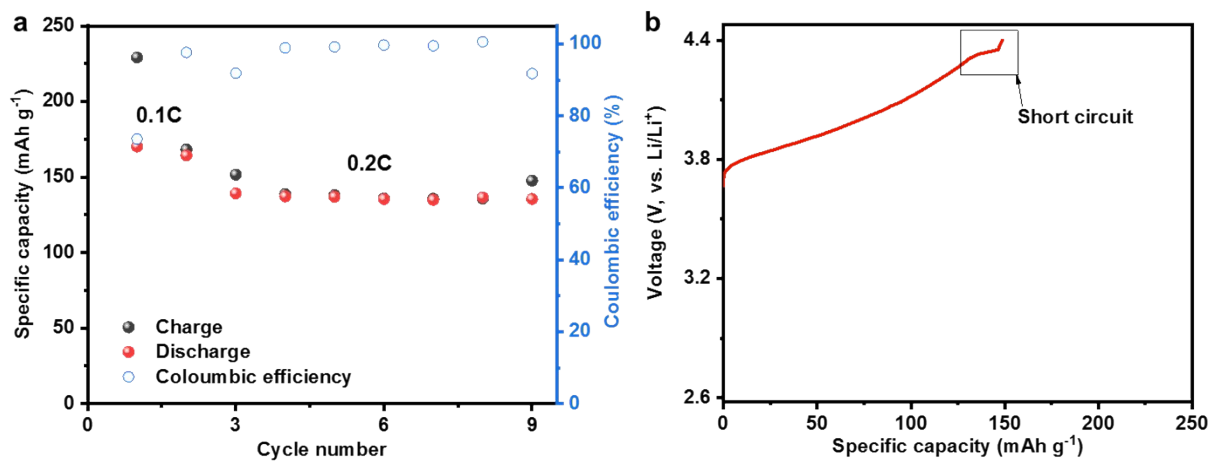 a
250
200
150
100
50
0
Specific capacity (mAh g⁻¹)
0.1C
0.2C
Charge
Discharge
Coloumbic efficiency
0
3
6
9
Cycle number
100
80
60
40
20
0
Coulombic efficiency (%)
b
4.4
3.8
3.2
2.6
Voltage (V, vs. Li/Li⁺)
Short circuit
0
50
100
150
200
250
Specific capacity (mAh g⁻¹)